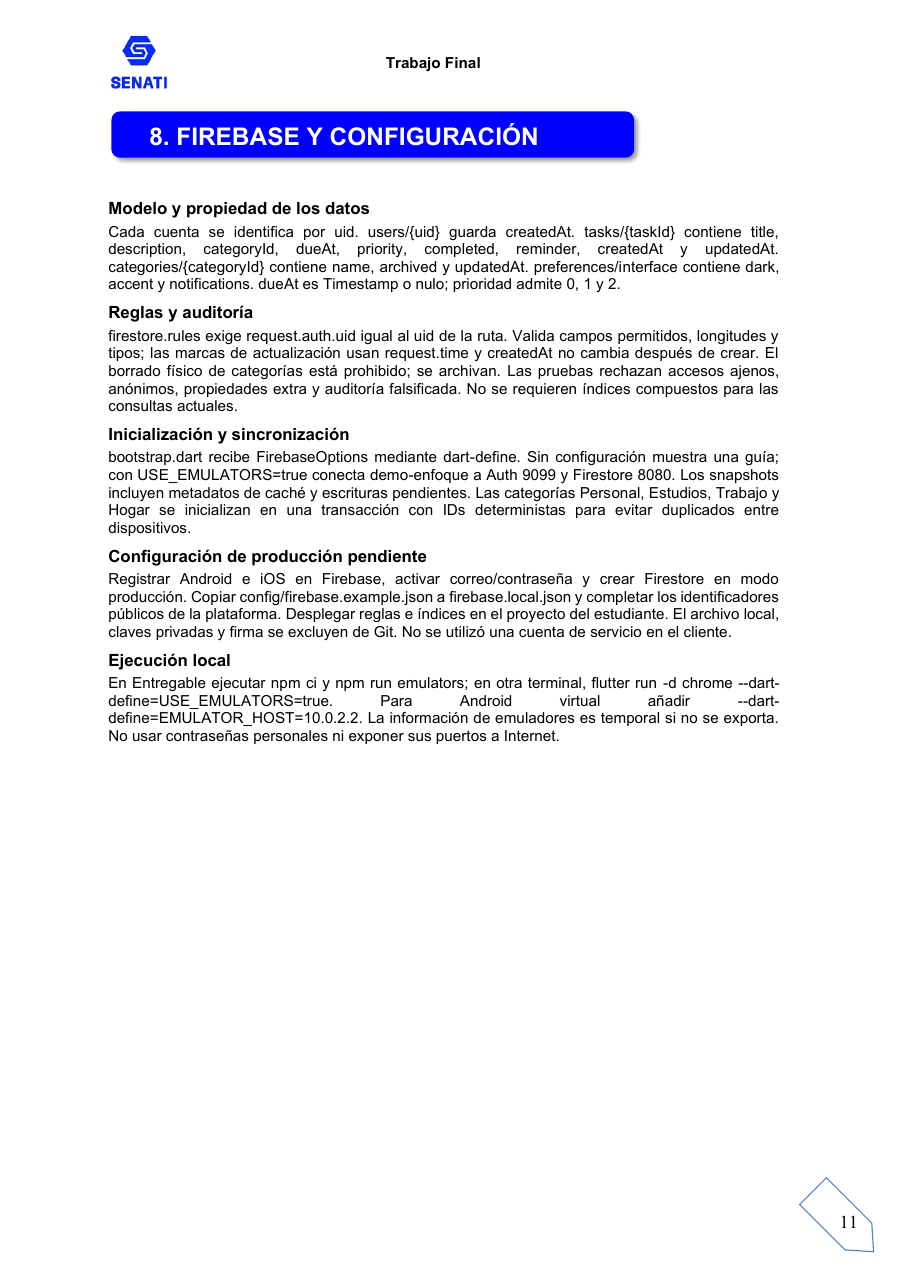 SENATI
Trabajo Final
8. FIREBASE Y CONFIGURACIÓN
Modelo y propiedad de los datos
Cada cuenta se identifica por uid. users/{uid} guarda createdAt. tasks/{taskId} contiene title,
description, categoryId, dueAt, priority, completed, reminder, createdAt y updatedAt.
categories/{categoryId} contiene name, archived y updatedAt. preferences/interface contiene dark,
accent y notifications. dueAt es Timestamp o nulo; prioridad admite 0, 1 y 2.
Reglas y auditoría
firestore.rules exige request.auth.uid igual al uid de la ruta. Valida campos permitidos, longitudes y
tipos; las marcas de actualización usan request.time y createdAt no cambia después de crear. El
borrado físico de categorías está prohibido; se archivan. Las pruebas rechazan accesos ajenos,
anónimos, propiedades extra y auditoría falsificada. No se requieren índices compuestos para las
consultas actuales.
Inicialización y sincronización
bootstrap.dart recibe FirebaseOptions mediante dart-define. Sin configuración muestra una guía;
con USE_EMULATORS=true conecta demo-enfoque a Auth 9099 y Firestore 8080. Los snapshots
incluyen metadatos de caché y escrituras pendientes. Las categorías Personal, Estudios, Trabajo y
Hogar se inicializan en una transacción con IDs deterministas para evitar duplicados entre
dispositivos.
Configuración de producción pendiente
Registrar Android e iOS en Firebase, activar correo/contraseña y crear Firestore en modo
producción. Copiar config/firebase.example.json a firebase.local.json y completar los identificadores
públicos de la plataforma. Desplegar reglas e índices en el proyecto del estudiante. El archivo local,
claves privadas y firma se excluyen de Git. No se utilizó una cuenta de servicio en el cliente.
Ejecución local
En Entregable ejecutar npm ci y npm run emulators; en otra terminal, flutter run -d chrome --dart-
define=USE_EMULATORS=true. Para Android virtual añadir --dart-
define=EMULATOR_HOST=10.0.2.2. La información de emuladores es temporal si no se exporta.
No usar contraseñas personales ni exponer sus puertos a Internet.
11